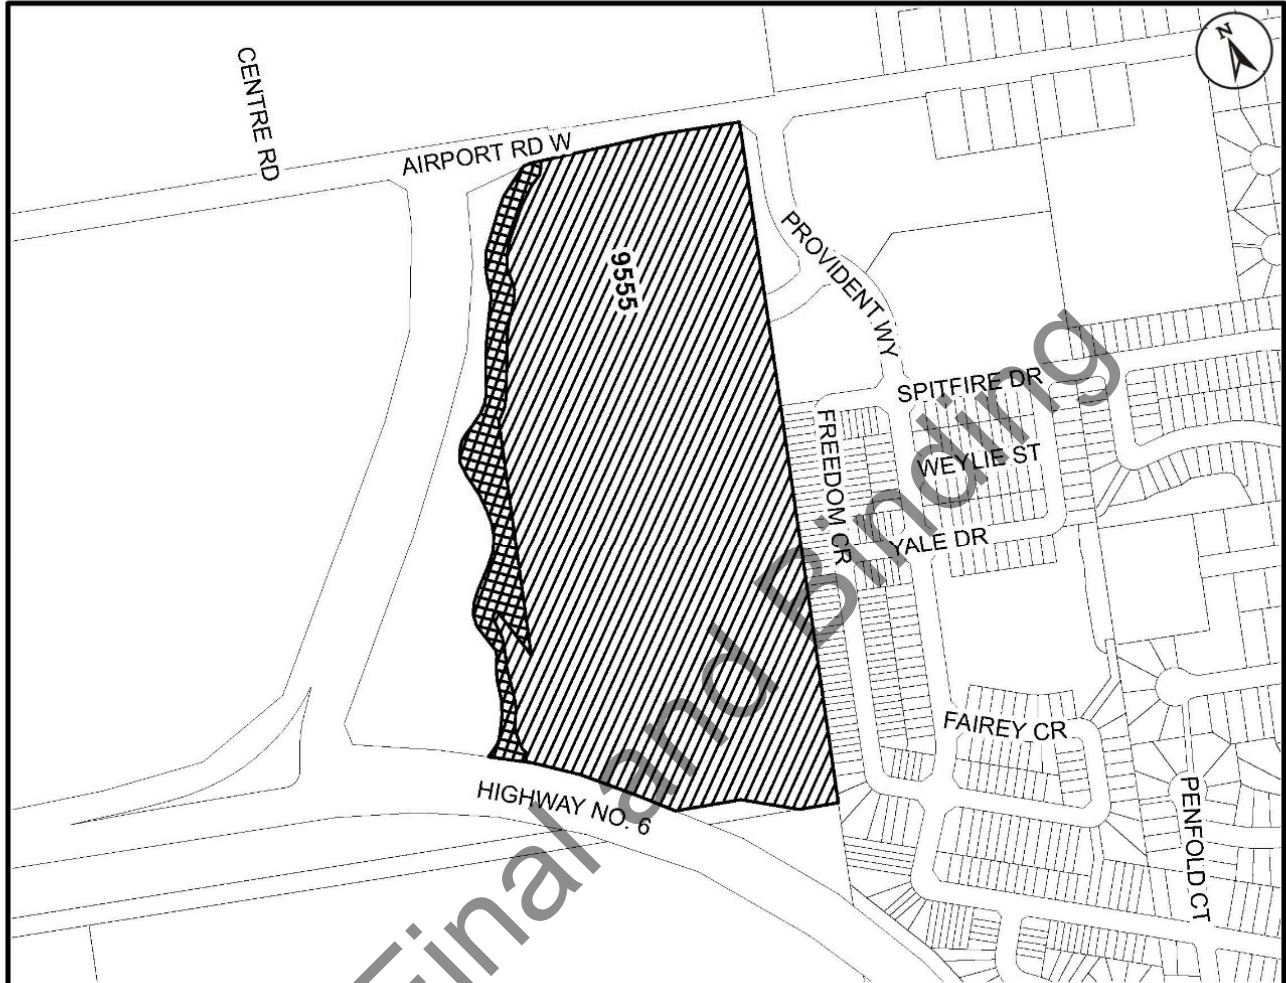 N
CENTRE RD
AIRPORT RD W
9555
PROVIDENT WY
SPITFIRE DR
FREEDOM CR
WEYLIE ST
YALE DR
FAIREY CR
HIGHWAY NO. 6
PENFOLD CT
Final and Binding